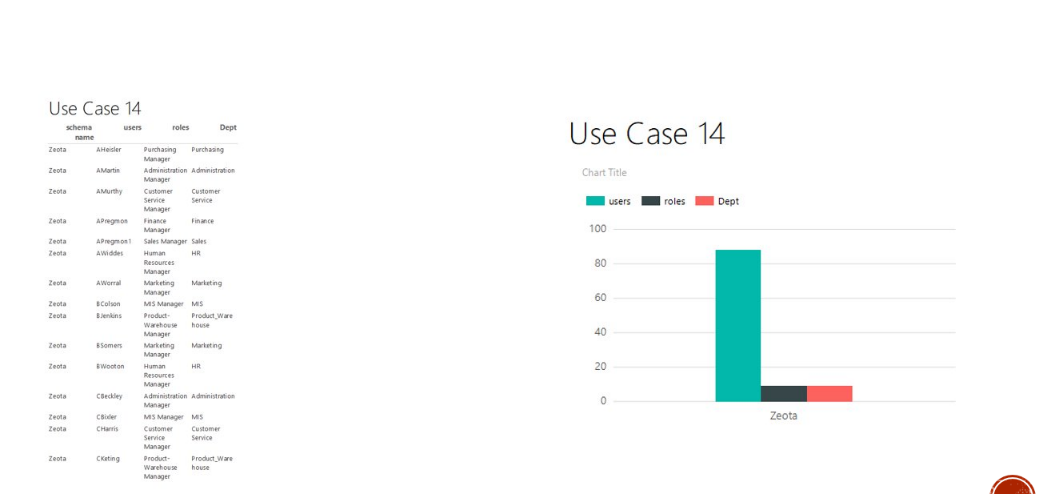 Use Case 14
schema name users roles Dept
Zeota AHeisler Purchasing Manager Purchasing
Zeota AMartin Administration Manager Administration
Zeota AMurthy Customer Service Manager Customer Service
Zeota APregmon Finance Manager Finance
Zeota APregmon1 Sales Manager Sales
Zeota AWiddes Human Resources Manager HR
Zeota AWorral Marketing Manager Marketing
Zeota BColson MIS Manager MIS
Zeota BJenkins Product-Warehouse Manager Product_Warehouse
Zeota BSomers Marketing Manager Marketing
Zeota BWooton Human Resources Manager HR
Zeota CBeckley Administration Manager Administration
Zeota CBixler MIS Manager MIS
Zeota CHarris Customer Service Manager Customer Service
Zeota CKeting Product-Warehouse Manager Product_Warehouse
Use Case 14
Chart Title
users roles Dept
100
80
60
40
20
0
Zeota